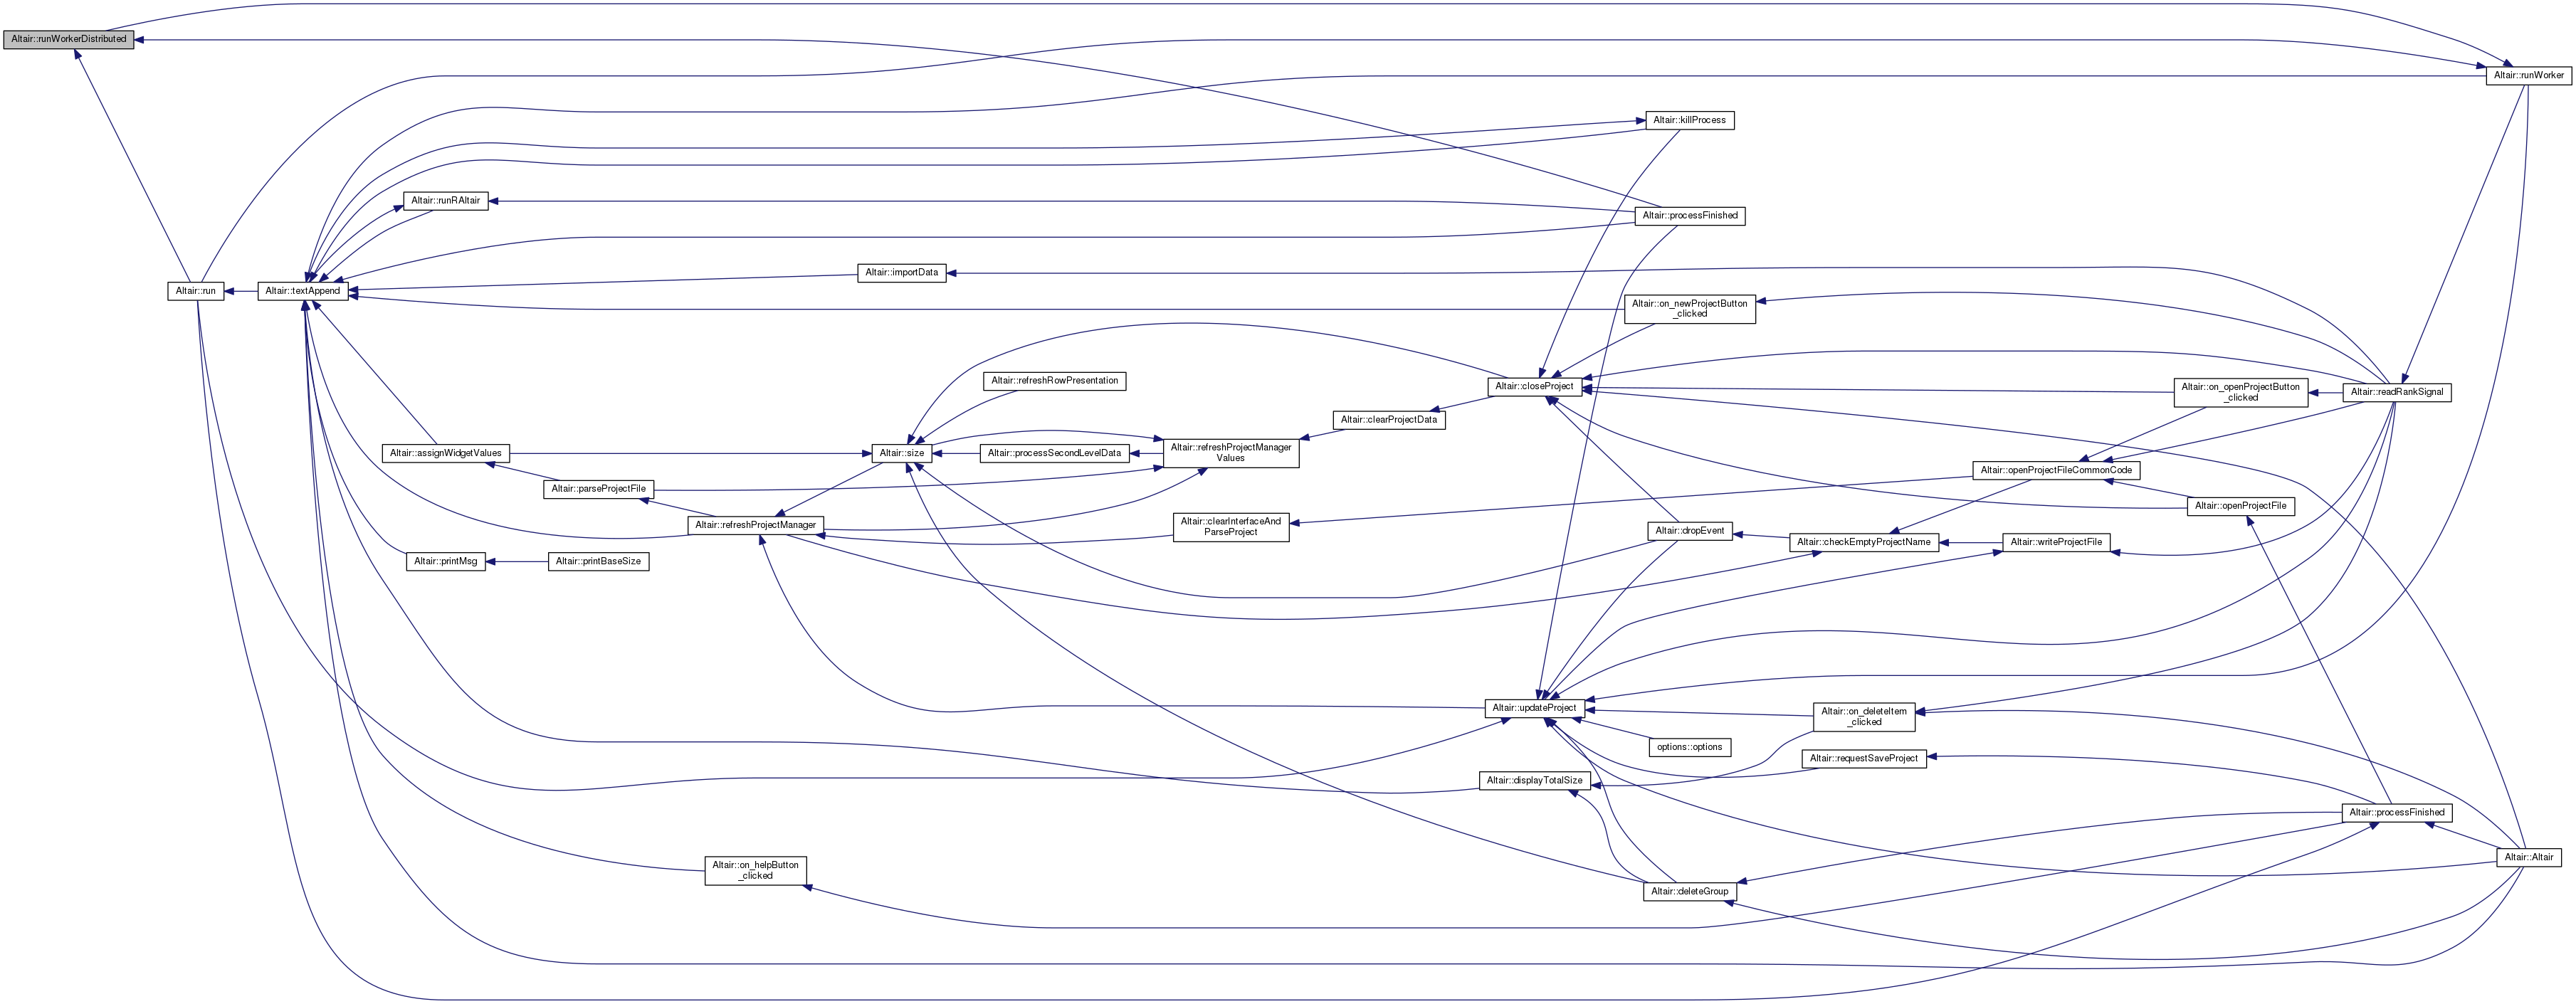 Altair::runWorkerDistributed
Altair::runWorker
Altair::killProcess
Altair::runRAltair
Altair::processFinished
Altair::importData
Altair::run
Altair::textAppend
Altair::on_newProjectButton
_clicked
Altair::refreshRowPresentation
Altair::closeProject
Altair::on_openProjectButton
_clicked
Altair::readRankSignal
Altair::clearProjectData
Altair::assignWidgetValues
Altair::size
Altair::processSecondLevelData
Altair::refreshProjectManager
Values
Altair::openProjectFileCommonCode
Altair::parseProjectFile
Altair::openProjectFile
Altair::refreshProjectManager
Altair::clearInterfaceAnd
ParseProject
Altair::dropEvent
Altair::checkEmptyProjectName
Altair::writeProjectFile
Altair::printMsg
Altair::printBaseSize
Altair::updateProject
Altair::on_deleteItem
_clicked
options::options
Altair::requestSaveProject
Altair::displayTotalSize
Altair::processFinished
Altair::on_helpButton
_clicked
Altair::Altair
Altair::deleteGroup